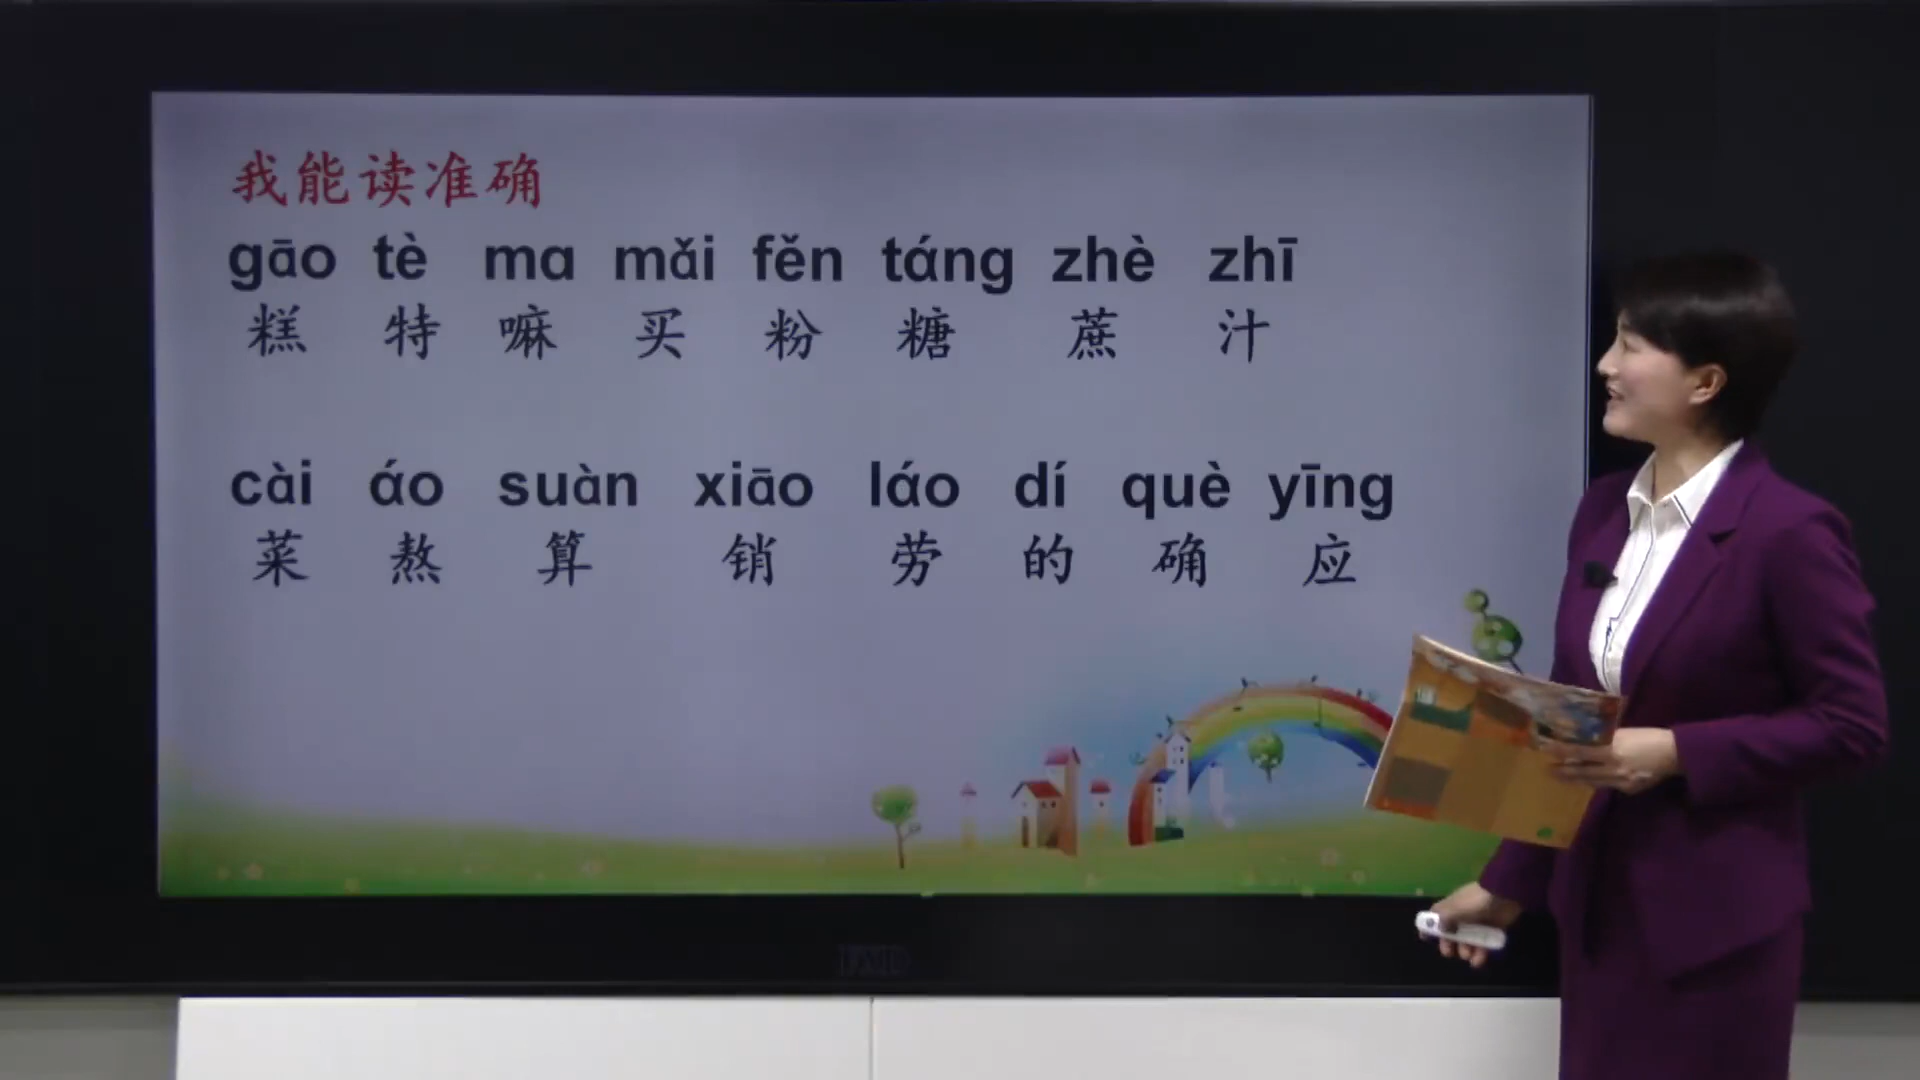 我能读准确
gāo tè ma mǎi fěn táng zhè zhī
糕 特 嘛 买 粉 糖 蔗 汁
cài áo suàn xiāo láo dí què yīng
菜 熬 算 销 劳 的 确 应